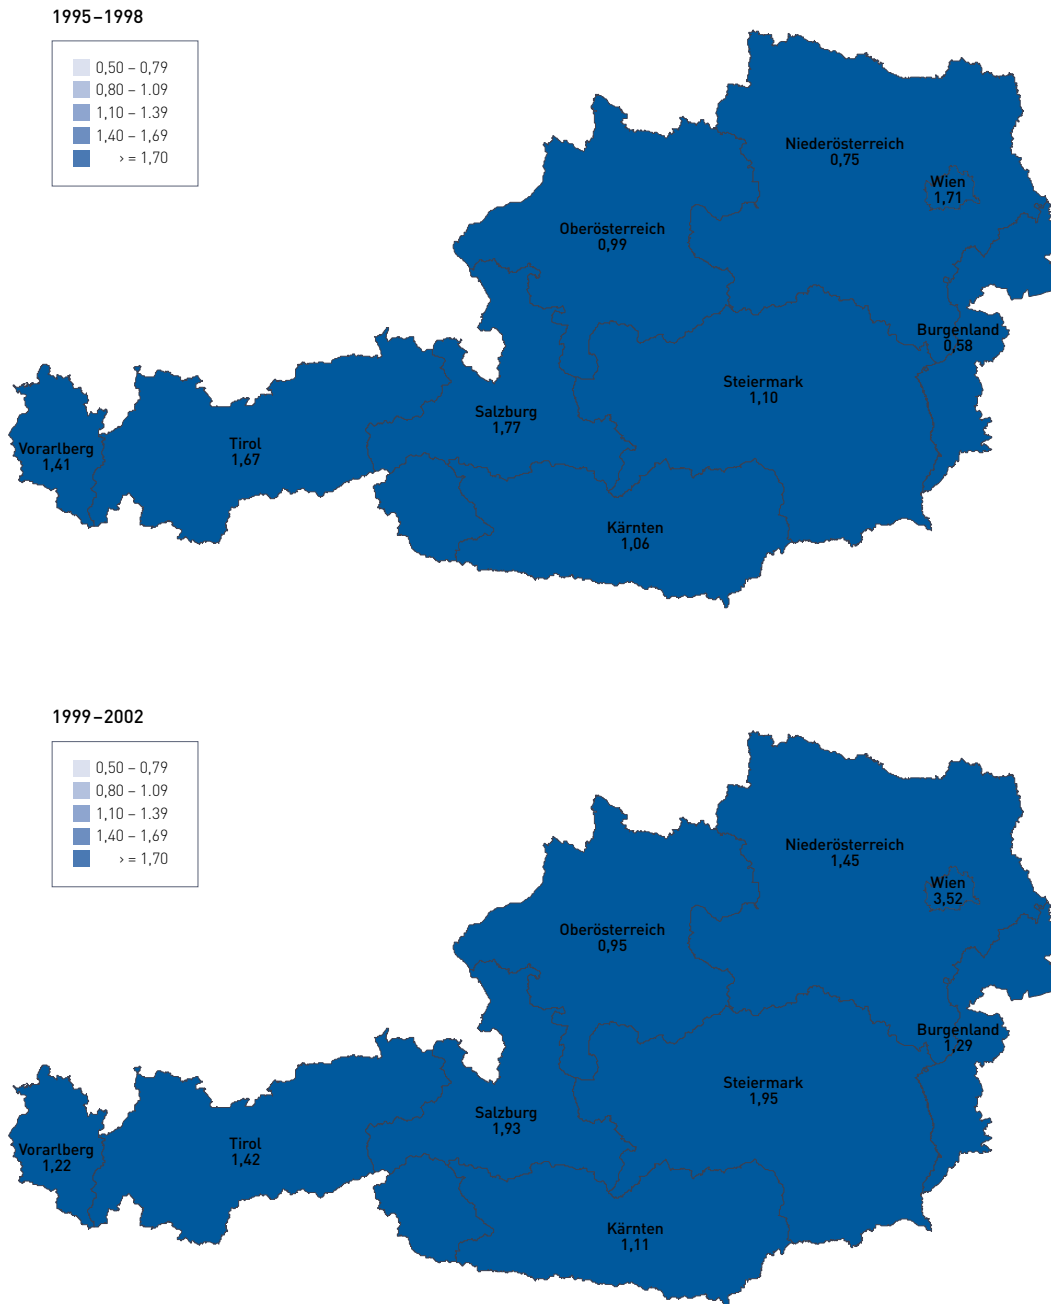 1995–1998
0,50 – 0,79
0,80 – 1.09
1,10 – 1.39
1,40 – 1,69
› = 1,70
Niederösterreich
0,75
Wien
1,71
Oberösterreich
0,99
Burgenland
0,58
Steiermark
1,10
Salzburg
1,77
Tirol
1,67
Vorarlberg
1,41
Kärnten
1,06
1999–2002
0,50 – 0,79
0,80 – 1.09
1,10 – 1.39
1,40 – 1,69
› = 1,70
Niederösterreich
1,45
Wien
3,52
Oberösterreich
0,95
Burgenland
1,29
Steiermark
1,95
Salzburg
1,93
Tirol
1,42
Vorarlberg
1,22
Kärnten
1,11